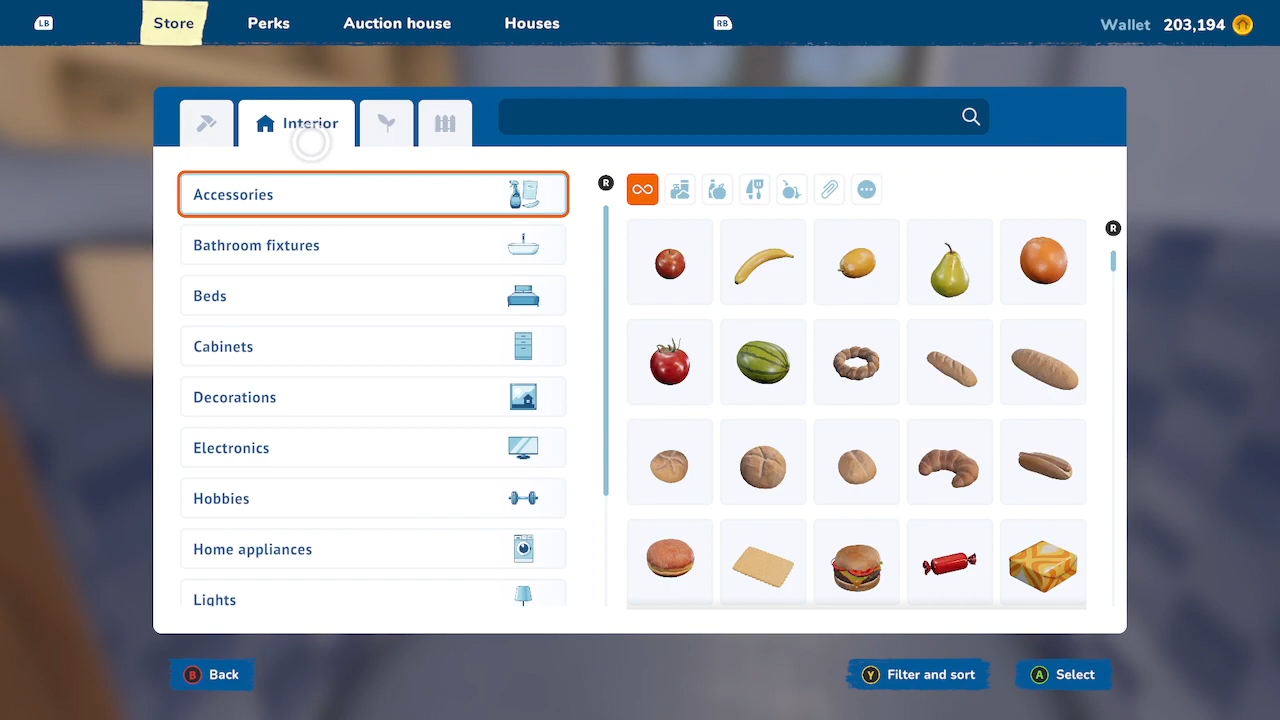 LB
Store
Perks
Auction house
Houses
RB
Wallet 203,194
Interior
Accessories
R
R
Bathroom fixtures
Beds
Cabinets
Decorations
Electronics
Hobbies
Home appliances
Lights
B Back
Y Filter and sort
A Select